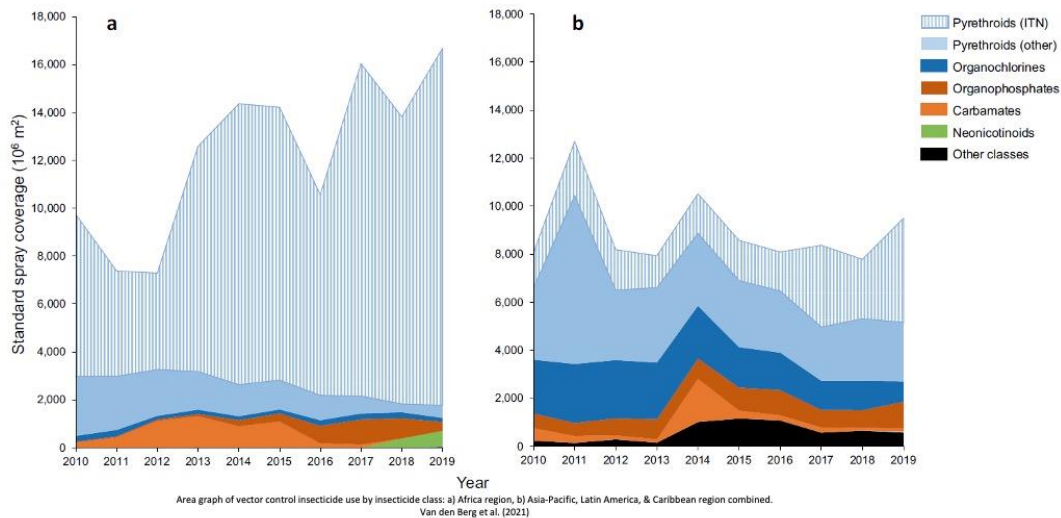 a
18,000
16,000
14,000
12,000
10,000
8,000
6,000
4,000
2,000
0
Standard spray coverage (10⁶ m²)
2010 2011 2012 2013 2014 2015 2016 2017 2018 2019
b
18,000
16,000
14,000
12,000
10,000
8,000
6,000
4,000
2,000
0
2010 2011 2012 2013 2014 2015 2016 2017 2018 2019
Pyrethroids (ITN)
Pyrethroids (other)
Organochlorines
Organophosphates
Carbamates
Neonicotinoids
Other classes
Year
Area graph of vector control insecticide use by insecticide class: a) Africa region, b) Asia-Pacific, Latin America, & Caribbean region combined.
Van den Berg et al. (2021)